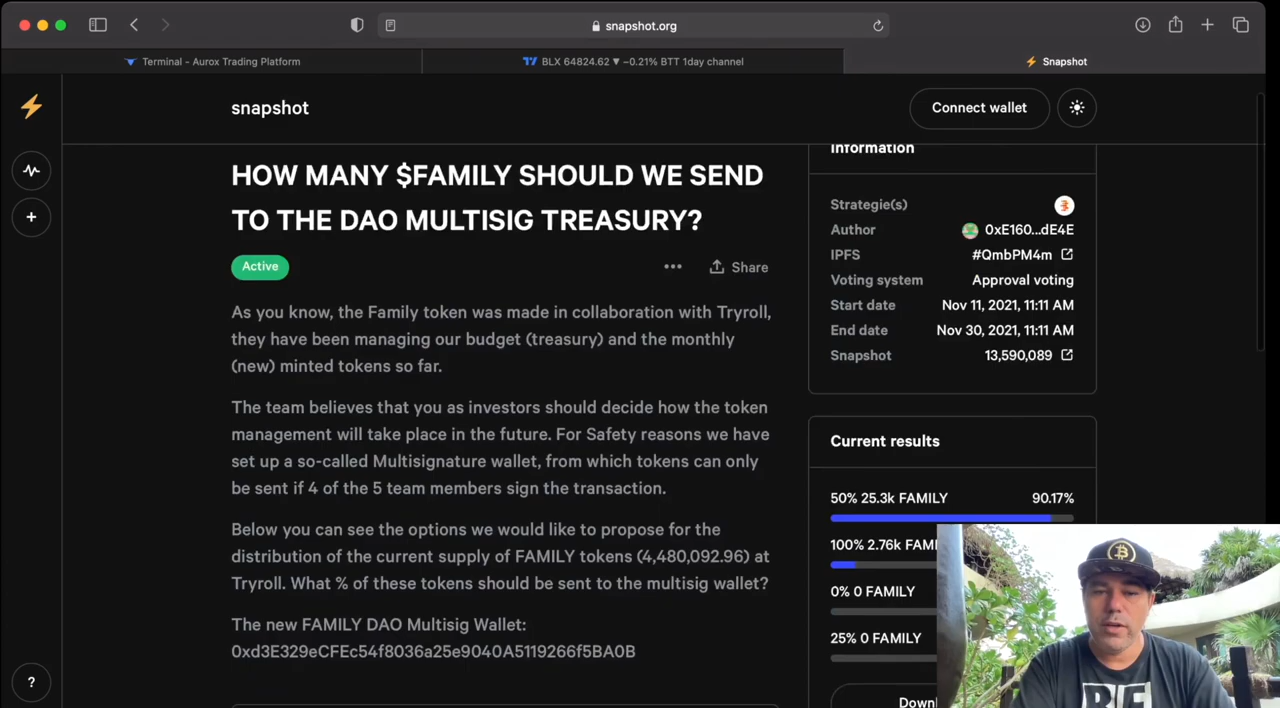 snapshot.org
Terminal - Aurox Trading Platform
BLX 64824.62 ▼ −0.21% BTT 1day channel
Snapshot
snapshot
Connect wallet
HOW MANY $FAMILY SHOULD WE SEND
TO THE DAO MULTISIG TREASURY?
Active
Share
As you know, the Family token was made in collaboration with Tryroll,
they have been managing our budget (treasury) and the monthly
(new) minted tokens so far.
The team believes that you as investors should decide how the token
management will take place in the future. For Safety reasons we have
set up a so-called Multisignature wallet, from which tokens can only
be sent if 4 of the 5 team members sign the transaction.
Below you can see the options we would like to propose for the
distribution of the current supply of FAMILY tokens (4,480,092.96) at
Tryroll. What % of these tokens should be sent to the multisig wallet?
The new FAMILY DAO Multisig Wallet:
0xd3E329eCFEc54f8036a25e9040A5119266f5BA0B
?
Information
Strategie(s)
Author 0xE160...dE4E
IPFS #QmbPM4m
Voting system Approval voting
Start date Nov 11, 2021, 11:11 AM
End date Nov 30, 2021, 11:11 AM
Snapshot 13,590,089
Current results
50% 25.3k FAMILY 90.17%
100% 2.76k FAMI
0% 0 FAMILY
25% 0 FAMILY
Downl